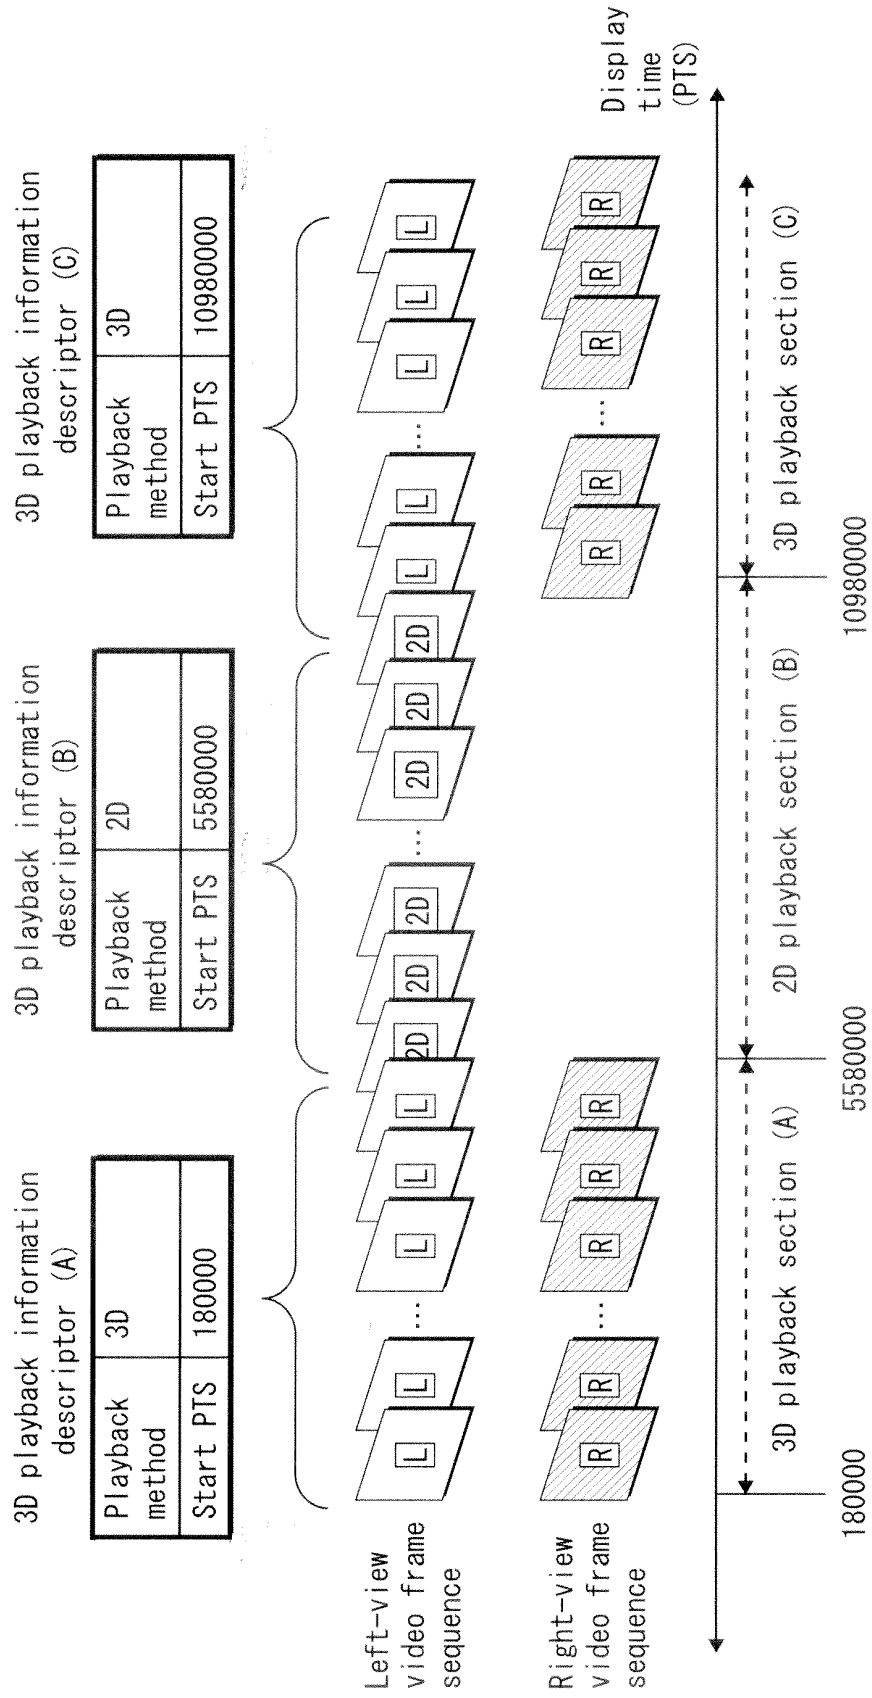 3D playback information
descriptor (A)
Playback
method
3D
Start PTS
180000
3D playback information
descriptor (B)
Playback
method
2D
Start PTS
5580000
3D playback information
descriptor (C)
Playback
method
3D
Start PTS
10980000
Left-view
video frame
sequence
L
L
...
L
L
L
2D
2D
2D
...
2D
2D
2D
L
L
...
L
L
L
Right-view
video frame
sequence
R
R
...
R
R
R
R
R
...
R
R
R
Display
time
(PTS)
3D playback section (A)
2D playback section (B)
3D playback section (C)
180000
5580000
10980000